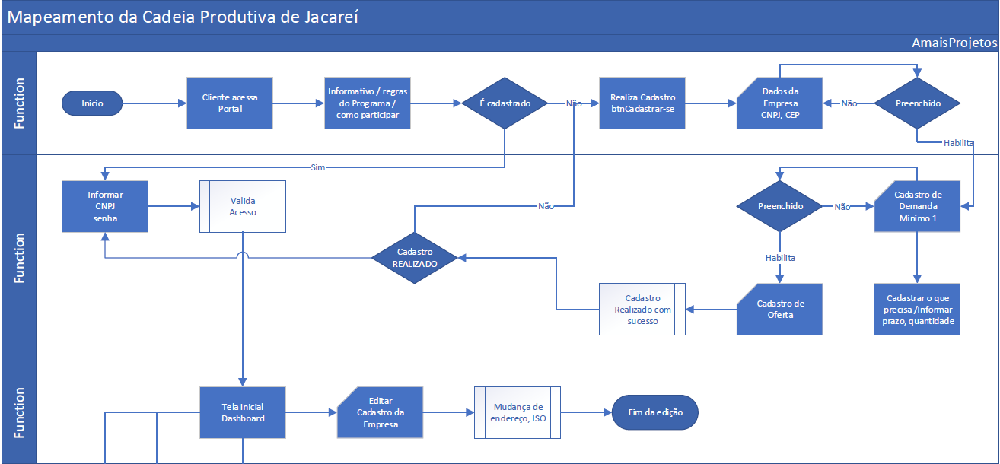 Mapeamento da Cadeia Produtiva de Jacareí
AmaisProjetos
Function
Inicio
Cliente acessa
Portal
Informativo / regras
do Programa /
como participar
É cadastrado
Não
Realiza Cadastro
btnCadastrar-se
Dados da
Empresa
CNPJ, CEP
Não
Preenchido
Habilita
Sim
Function
Informar
CNPJ
senha
Valida
Acesso
Não
Preenchido
Não
Cadastro de
Demanda
Mínimo 1
Cadastro
REALIZADO
Habilita
Cadastro
Realizado com
sucesso
Cadastro de
Oferta
Cadastrar o que
precisa /Informar
prazo, quantidade
Function
Tela Inicial
Dashboard
Editar
Cadastro da
Empresa
Mudança de
endereço, ISO
Fim da edição